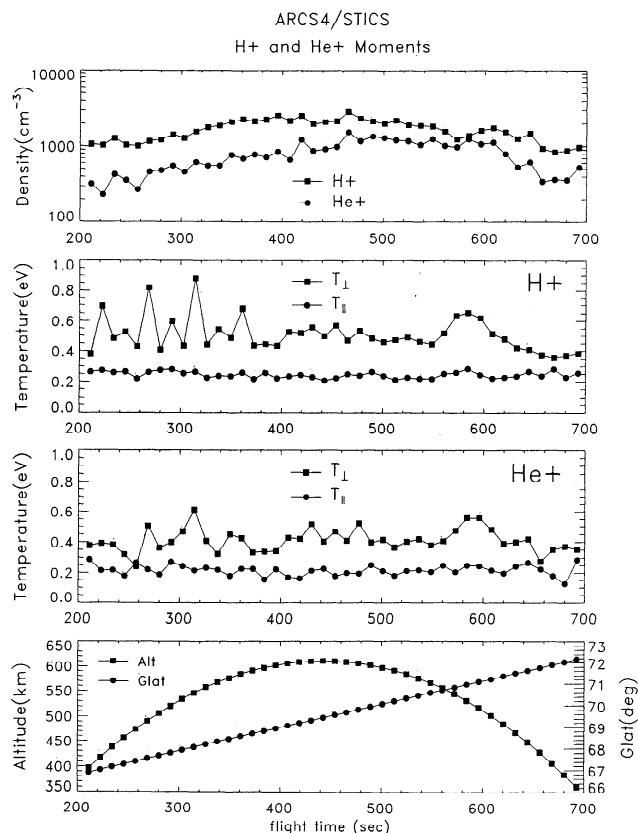 ARCS4/STICS
H+ and He+ Moments
10000
1000
100
Density(cm⁻³)
H+
He+
200 300 400 500 600 700
1.0
0.8
0.6
0.4
0.2
0.0
Temperature(eV)
T⊥
T∥
H+
200 300 400 500 600 700
1.0
0.8
0.6
0.4
0.2
0.0
Temperature(eV)
T⊥
T∥
He+
200 300 400 500 600 700
650
600
550
500
450
400
350
Altitude(km)
Alt
Glat
73
72
71
70
69
68
67
66
Glat(deg)
200 300 400 500 600 700
flight time (sec)